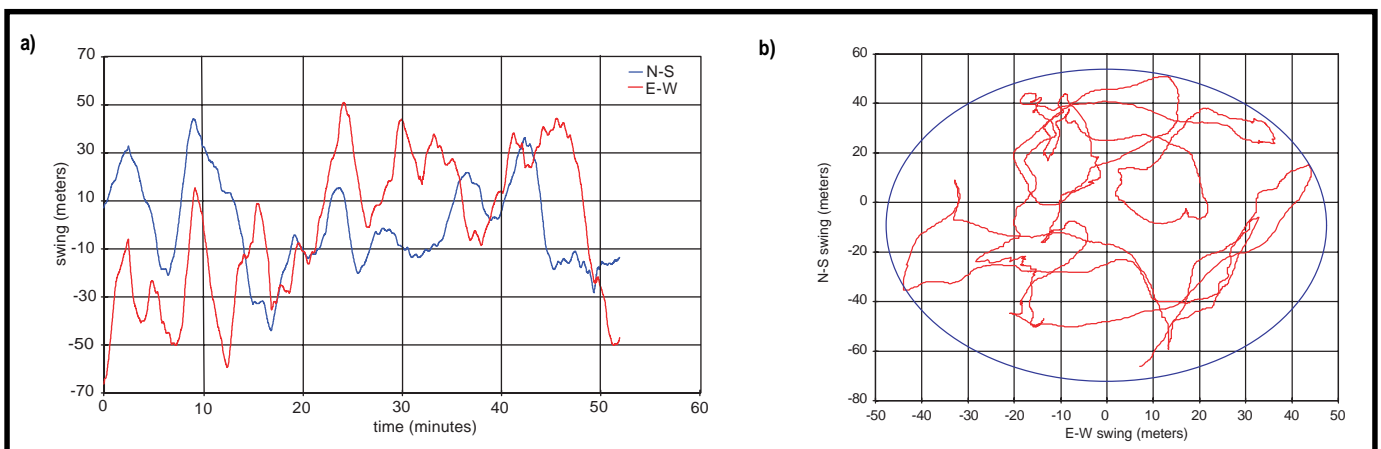 a)
70
50
30
10
-10
-30
-50
-70
swing (meters)
0 10 20 30 40 50 60
time (minutes)
N-S
E-W
b)
60
40
20
0
-20
-40
-60
-80
N-S swing (meters)
-50 -40 -30 -20 -10 0 10 20 30 40 50
E-W swing (meters)